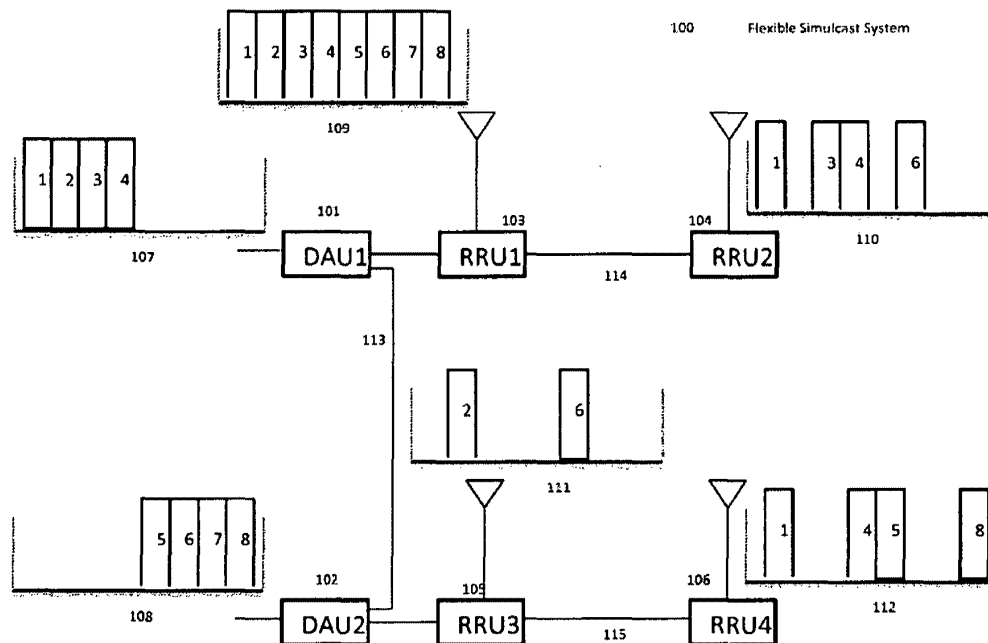 100 Flexible Simulcast System
1 2 3 4 5 6 7 8
109
1 2 3 4
107
101
DAU1
103
RRU1
114
104
RRU2
1 3 4 6
110
113
2 6
111
5 6 7 8
108
102
DAU2
105
RRU3
115
106
RRU4
1 4 5 8
112